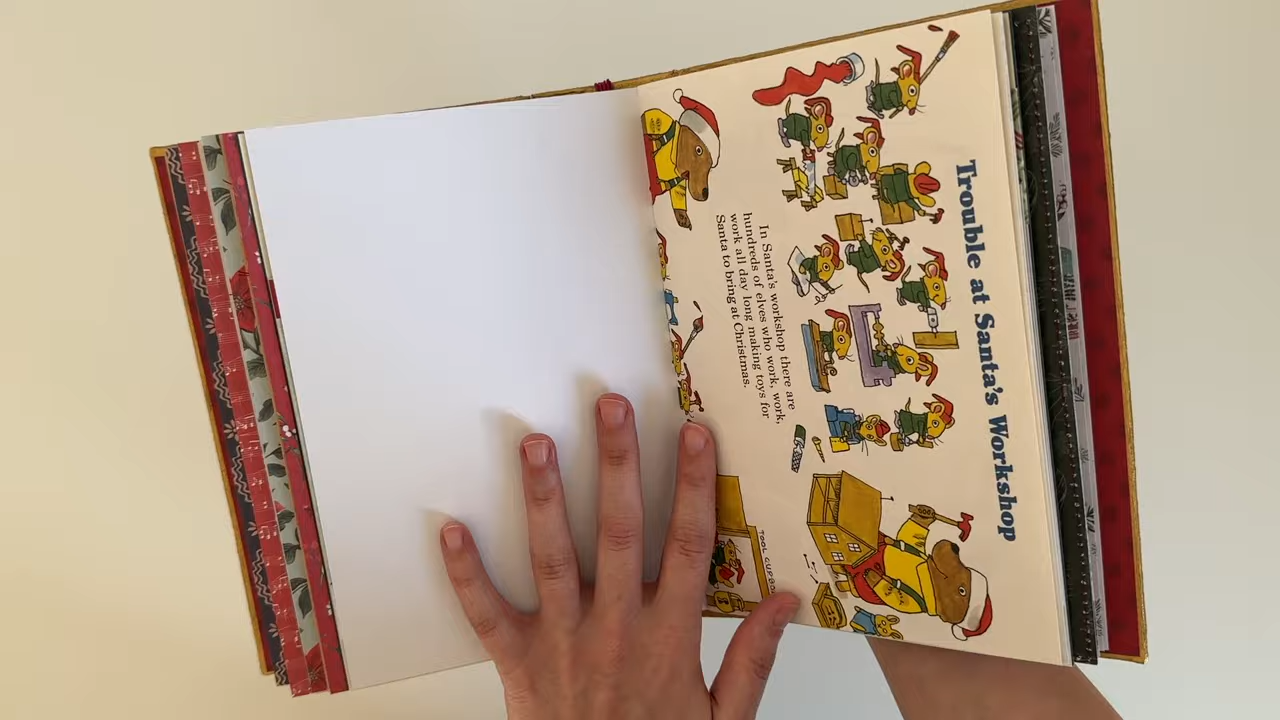 Trouble at Santa's Workshop
In Santa's workshop there are
hundreds of elves who work, work,
work all day long making toys for
Santa to bring at Christmas.
TOOL